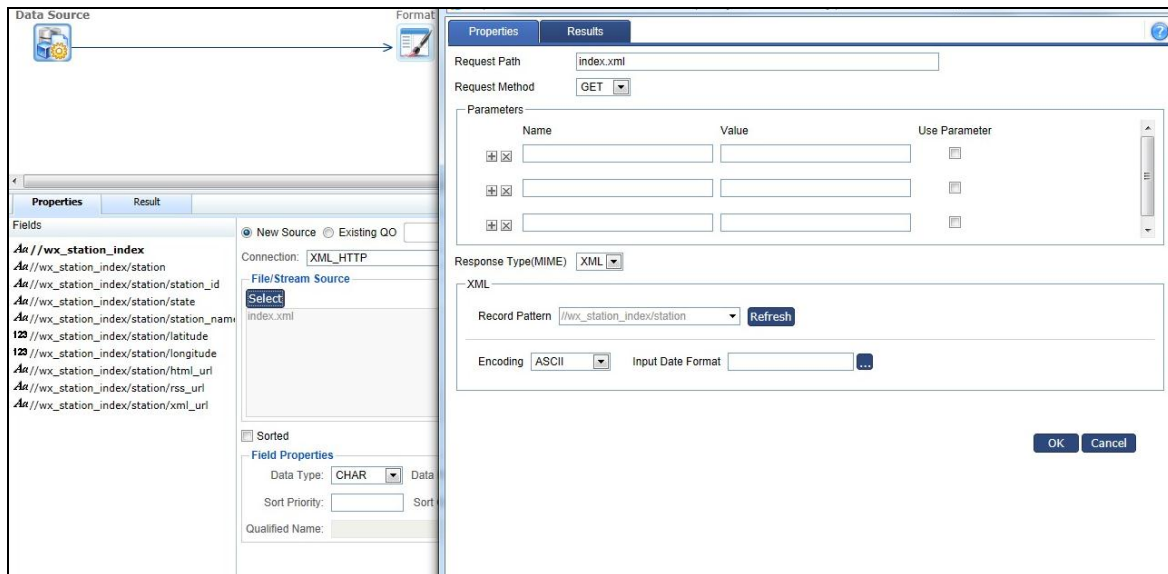 Data Source
Format
Properties
Result
Fields
Aa//wx_station_index
Aa//wx_station_index/station
Aa//wx_station_index/station/station_id
Aa//wx_station_index/station/state
Aa//wx_station_index/station/station_name
123//wx_station_index/station/latitude
123//wx_station_index/station/longitude
Aa//wx_station_index/station/html_url
Aa//wx_station_index/station/rss_url
Aa//wx_station_index/station/xml_url
New Source Existing QO
Connection: XML_HTTP
File/Stream Source
Select
index.xml
Sorted
Field Properties
Data Type: CHAR Data
Sort Priority: Sort
Qualified Name:
Properties
Results
?
Request Path index.xml
Request Method GET
Parameters
Name Value Use Parameter
Response Type(MIME) XML
XML
Record Pattern //wx_station_index/station Refresh
Encoding ASCII Input Date Format ...
OK Cancel